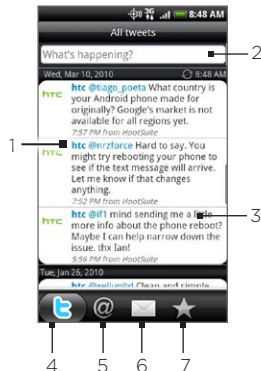 3G 8:48 AM
All tweets
What's happening?
2
Wed, Mar 10, 2010 8:48 AM
htc htc @tiago_poeta What country is
your Android phone made for
originally? Google's market is not
available for all regions yet.
7:57 PM from HootSuite
1
htc htc @nrzforce Hard to say. You
might try rebooting your phone to
see if the text message will arrive.
Let me know if that changes
anything.
7:52 PM from HootSuite
htc htc @if1 mind sending me a little
3
more info about the phone reboot?
Maybe I can help narrow down the
issue. thx Ian!
5:56 PM from HootSuite
Tue, Jan 26, 2010
Clean and simple
@
4 5 6 7